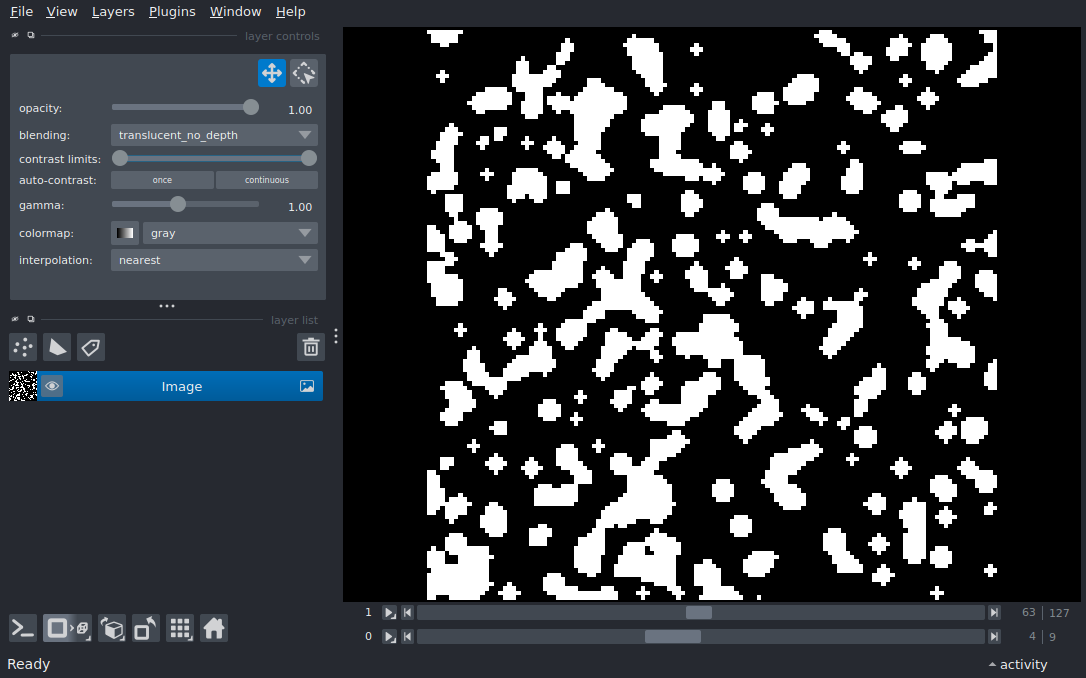 File View Layers Plugins Window Help
layer controls
opacity: 1.00
blending: translucent_no_depth
contrast limits:
auto-contrast: once continuous
gamma: 1.00
colormap: gray
interpolation: nearest
layer list
Image
1 63 127
0 4 9
Ready activity